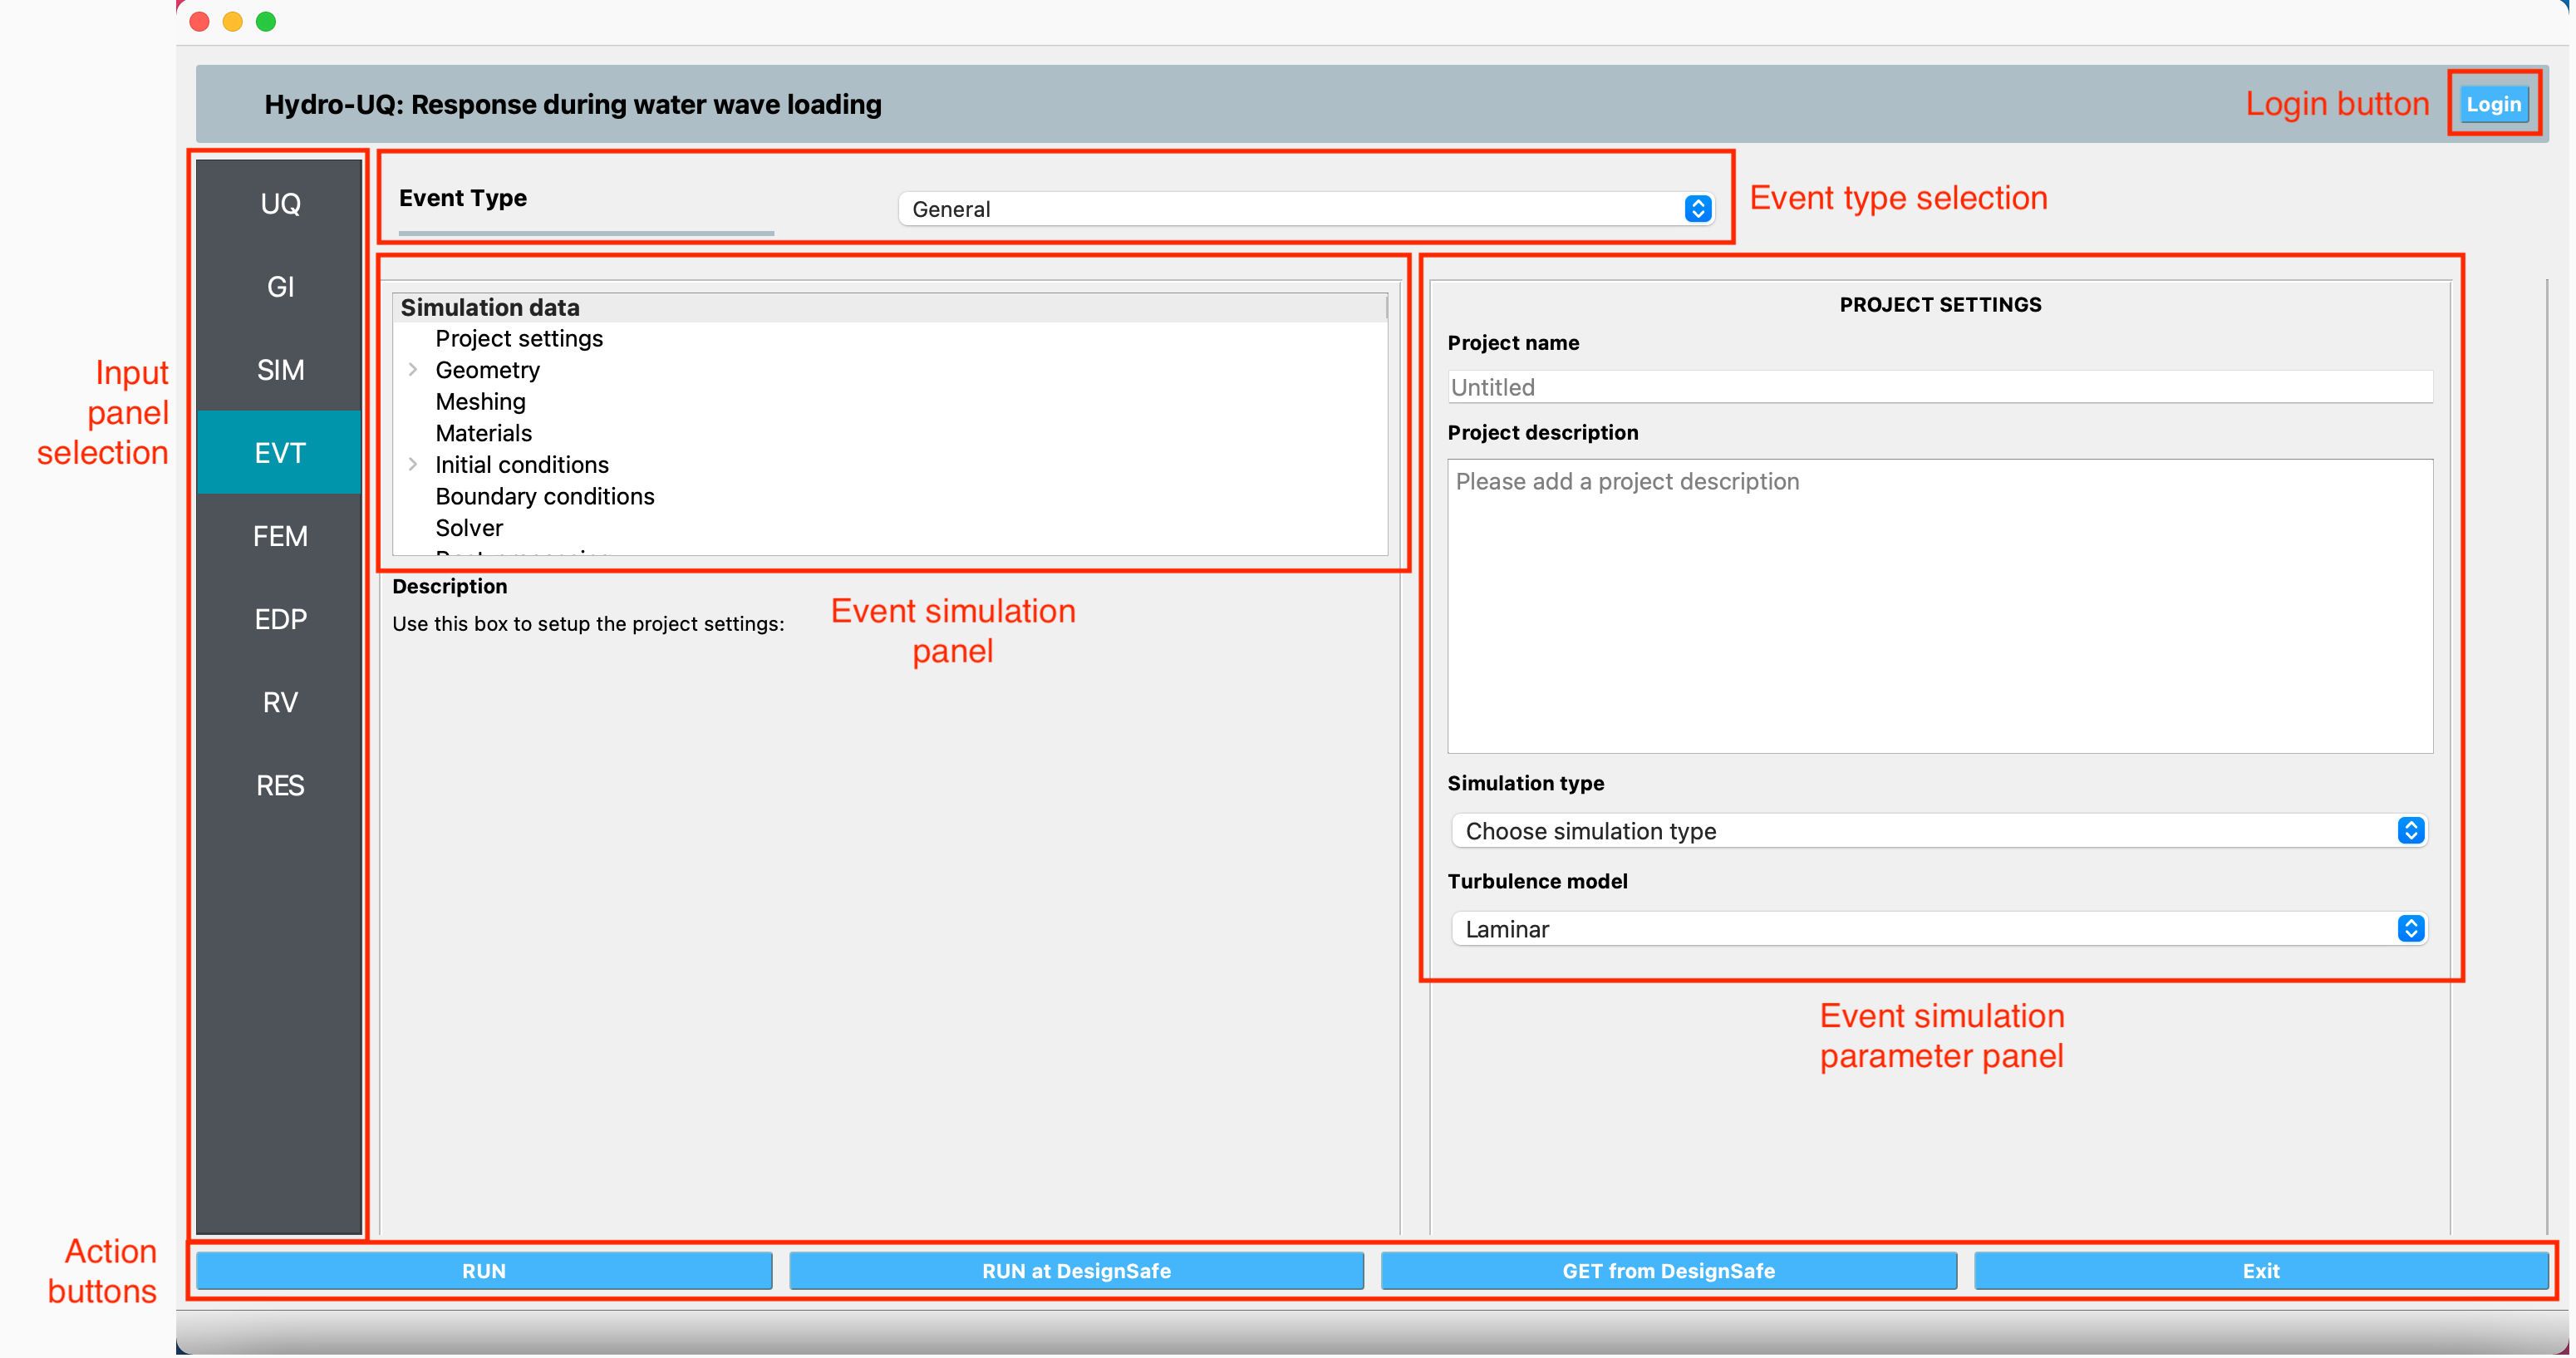 Hydro-UQ: Response during water wave loading
Login button
Login
UQ
GI
SIM
EVT
FEM
EDP
RV
RES
Input
panel
selection
Event Type
General
Event type selection
Simulation data
Project settings
Geometry
Meshing
Materials
Initial conditions
Boundary conditions
Solver
Description
Use this box to setup the project settings:
Event simulation
panel
PROJECT SETTINGS
Project name
Untitled
Project description
Please add a project description
Simulation type
Choose simulation type
Turbulence model
Laminar
Event simulation
parameter panel
Action
buttons
RUN
RUN at DesignSafe
GET from DesignSafe
Exit